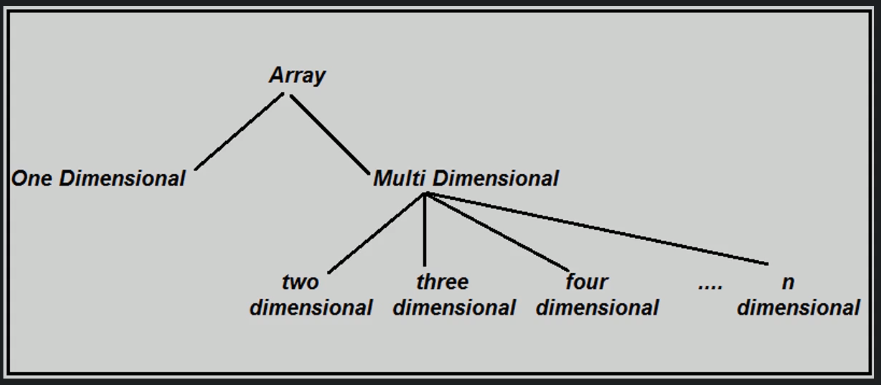 Array
One Dimensional
Multi Dimensional
two
dimensional
three
dimensional
four
dimensional
....
n
dimensional